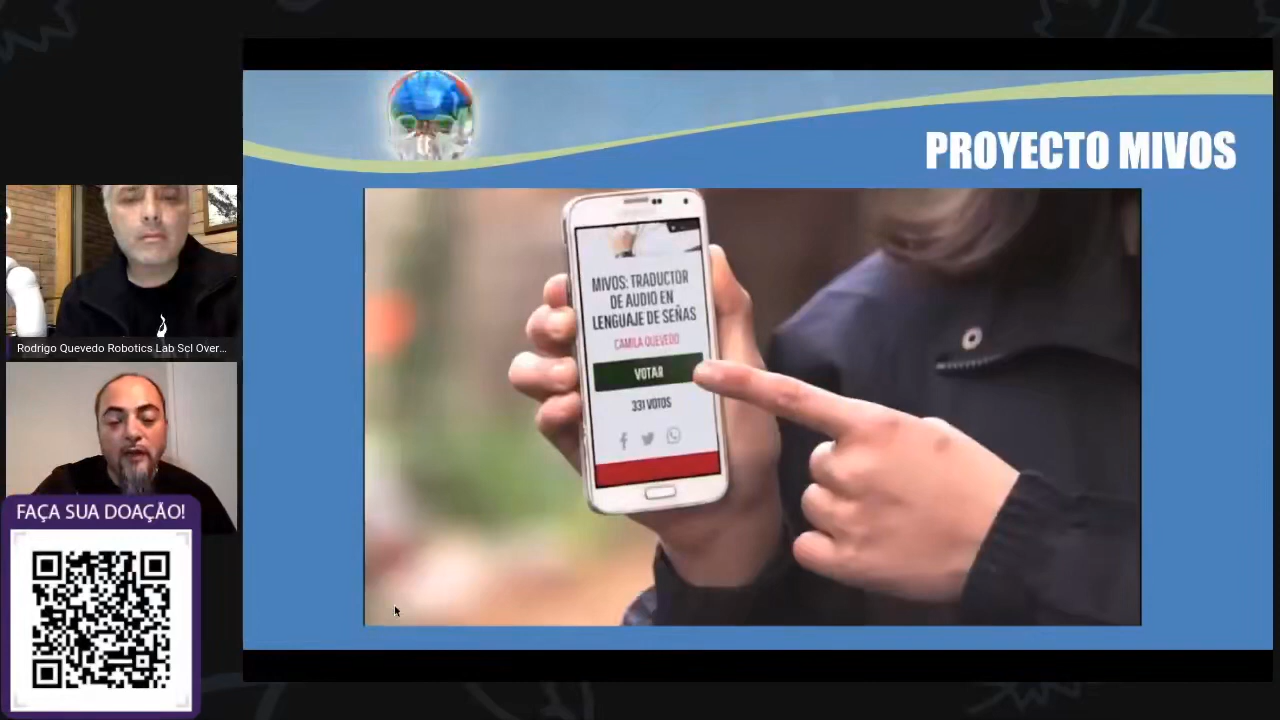 PROYECTO MIVOS
MIVOS: TRADUCTOR
DE AUDIO EN
LENGUAJE DE SEÑAS
CAMILA QUEVEDO
VOTAR
331 VOTOS
Rodrigo Quevedo Robotics Lab Scl Over...
FAÇA SUA DOAÇÃO!